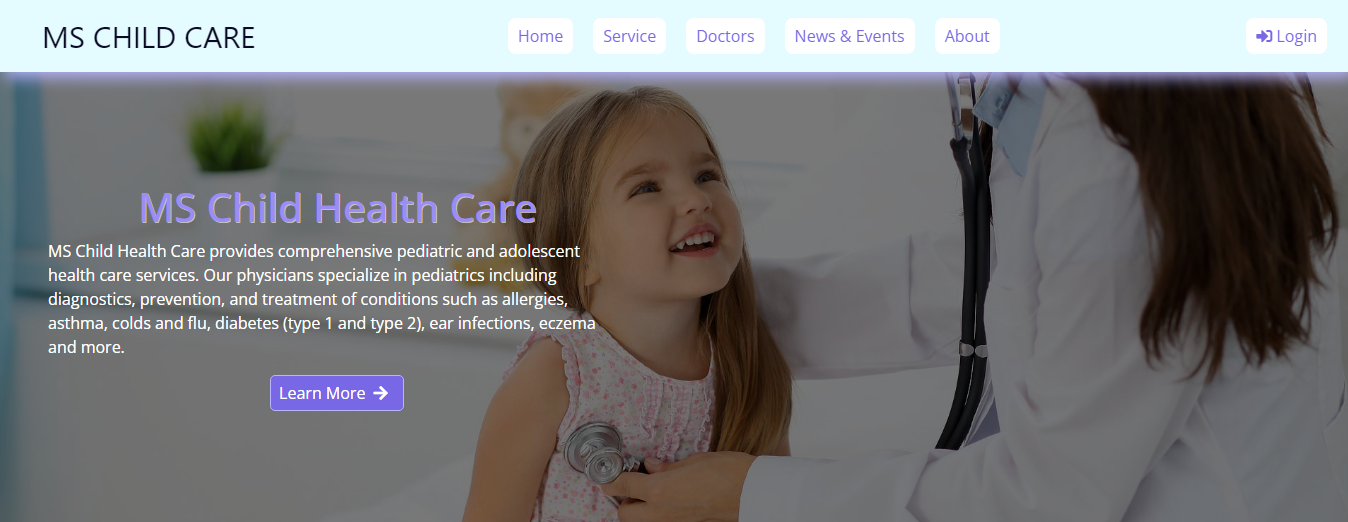 MS CHILD CARE
Home
Service
Doctors
News & Events
About
Login
MS Child Health Care
MS Child Health Care provides comprehensive pediatric and adolescent
health care services. Our physicians specialize in pediatrics including
diagnostics, prevention, and treatment of conditions such as allergies,
asthma, colds and flu, diabetes (type 1 and type 2), ear infections, eczema
and more.
Learn More